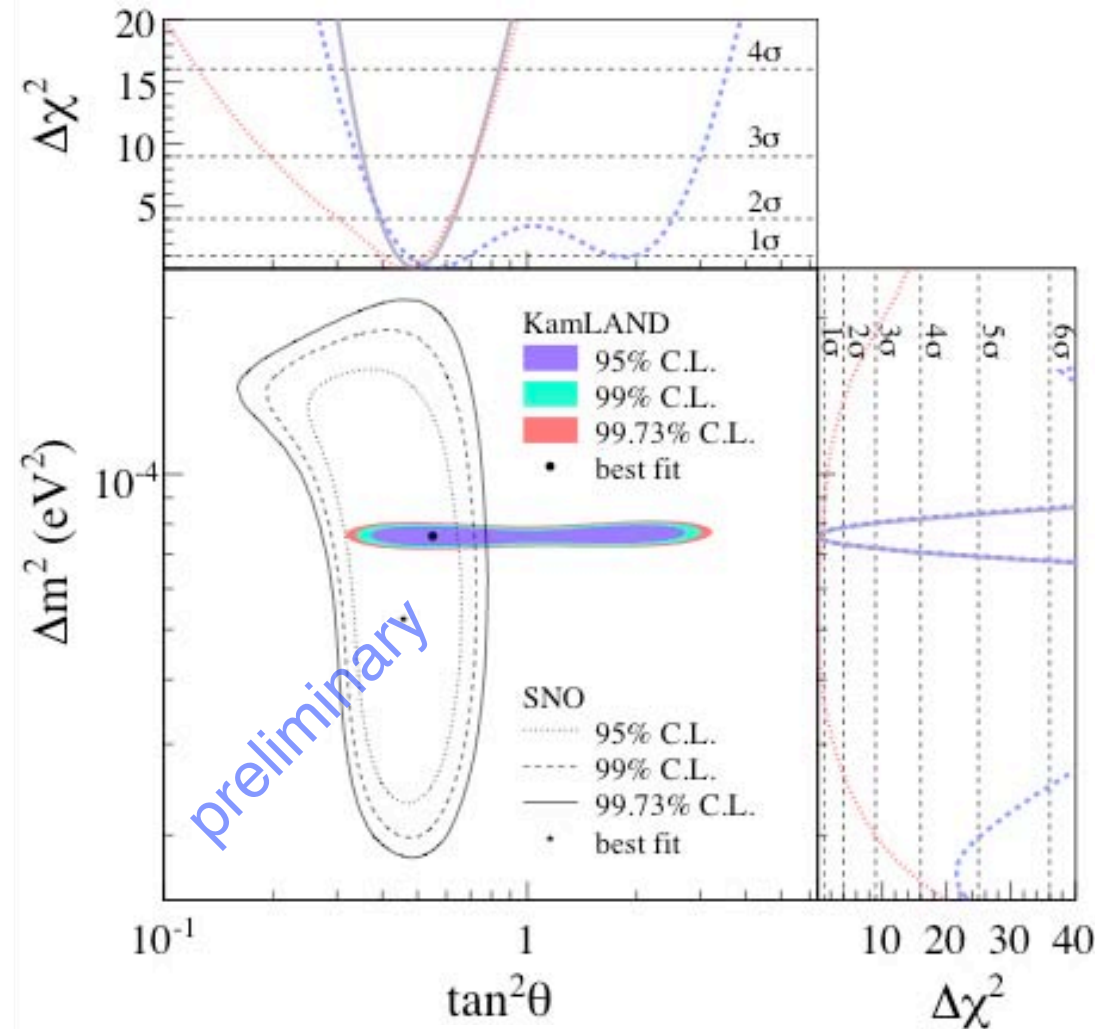 20
15
10
5
Δχ²
4σ
3σ
2σ
1σ
KamLAND
95% C.L.
99% C.L.
99.73% C.L.
best fit
1σ
2σ
3σ
4σ
5σ
6σ
10⁻⁴
Δm² (eV²)
preliminary
SNO
95% C.L.
99% C.L.
99.73% C.L.
best fit
10⁻¹ 1
10 20 30 40
tan²θ
Δχ²